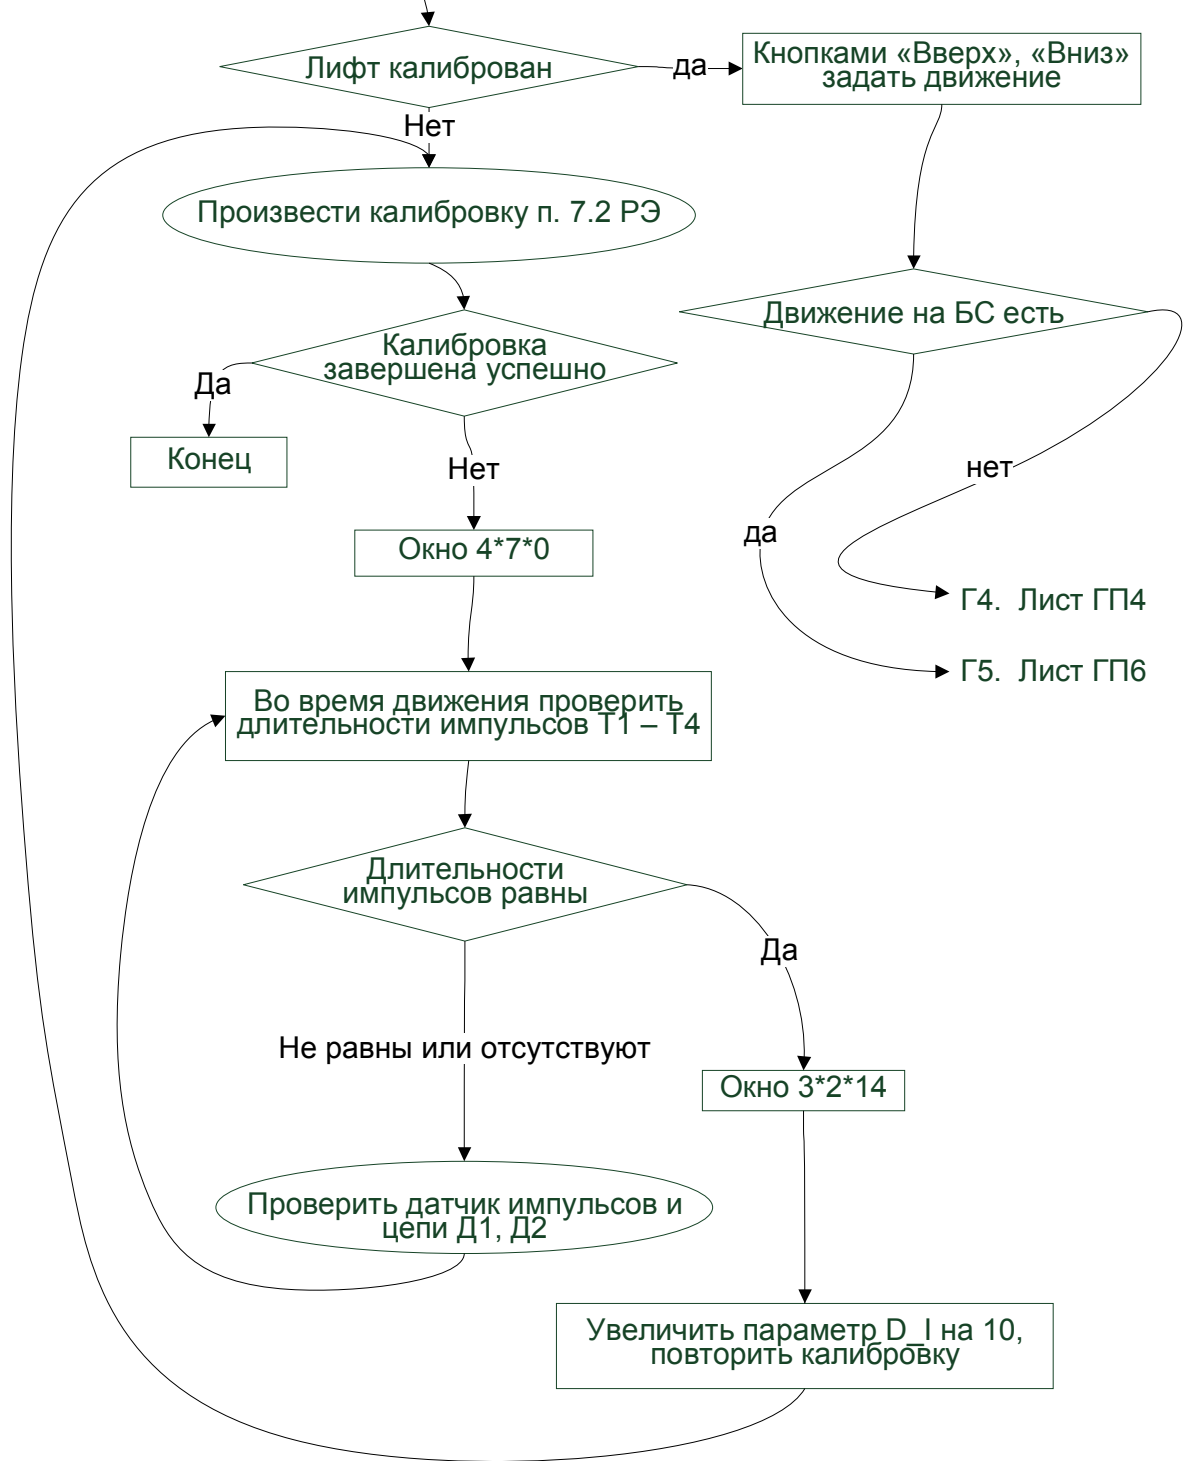 Лифт калиброван
да
Кнопками «Вверх», «Вниз»
задать движение
Нет
Произвести калибровку п. 7.2 РЭ
Движение на БС есть
Калибровка
завершена успешно
Да
Конец
Нет
нет
да
Окно 4*7*0
Г4. Лист ГП4
Г5. Лист ГП6
Во время движения проверить
длительности импульсов Т1 – Т4
Длительности
импульсов равны
Да
Не равны или отсутствуют
Окно 3*2*14
Проверить датчик импульсов и
цепи Д1, Д2
Увеличить параметр D_I на 10,
повторить калибровку